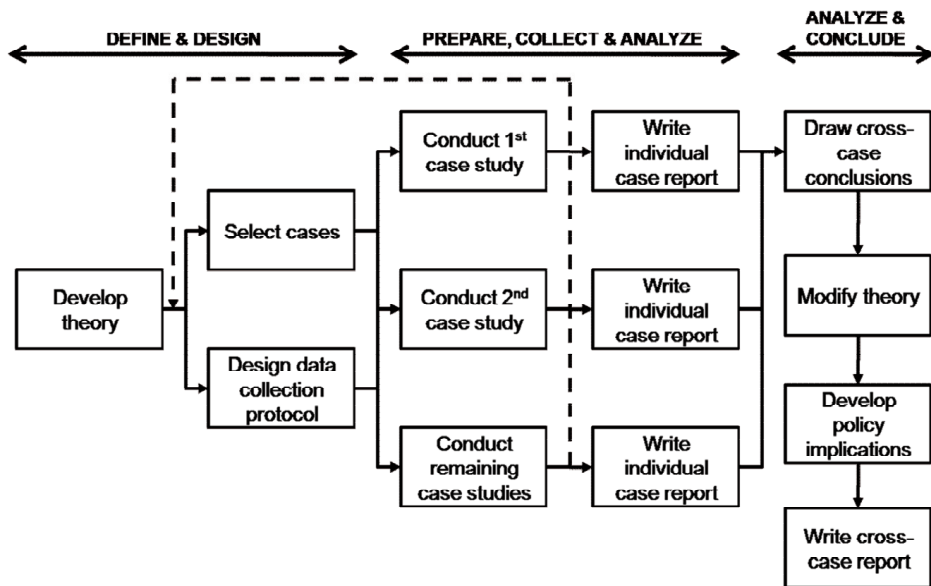 DEFINE & DESIGN
PREPARE, COLLECT & ANALYZE
ANALYZE &
CONCLUDE
Develop
theory
Select cases
Design data
collection
protocol
Conduct 1st
case study
Conduct 2nd
case study
Conduct
remaining
case studies
Write
individual
case report
Write
individual
case report
Write
individual
case report
Draw cross-
case
conclusions
Modify theory
Develop
policy
implications
Write cross-
case report